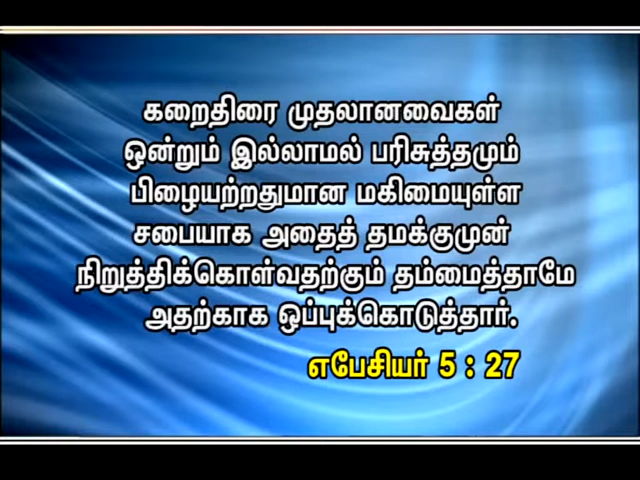 கறைதிரை முதலானவைகள்
ஒன்றும் இல்லாமல் பரிசுத்தமும்
பிழையற்றதுமான மகிமையுள்ள
சபையாக அதைத் தமக்குமுன்
நிறுத்திக்கொள்வதற்கும் தம்மைத்தாமே
அதற்காக ஒப்புக்கொடுத்தார்.
எபேசியர் 5 : 27